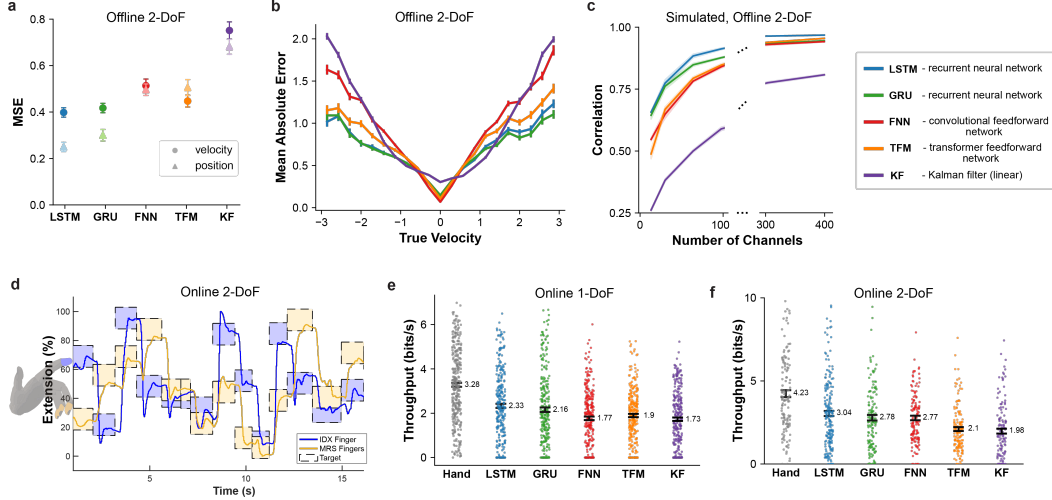 a
Offline 2-DoF
MSE
0.8
0.6
0.4
0.2
0.0
velocity
position
LSTM
GRU
FNN
TFM
KF
b
Offline 2-DoF
Mean Absolute Error
2.0
1.5
1.0
0.5
0.0
−3
−2
−1
0
1
2
3
True Velocity
c
Simulated, Offline 2-DoF
Correlation
1.00
0.75
0.50
0.25
0
100
300
400
Number of Channels
LSTM - recurrent neural network
GRU - recurrent neural network
FNN - convolutional feedforward
network
TFM - transformer feedforward
network
KF - Kalman filter (linear)
d
Online 2-DoF
Extension (%)
100
80
60
40
20
0
5
10
15
Time (s)
IDX Finger
MRS Fingers
Target
e
Online 1-DoF
Throughput (bits/s)
6
4
2
0
3.28
2.33
2.16
1.77
1.9
1.73
Hand
LSTM
GRU
FNN
TFM
KF
f
Online 2-DoF
Throughput (bits/s)
10
5
0
4.23
3.04
2.78
2.77
2.1
1.98
Hand
LSTM
GRU
FNN
TFM
KF